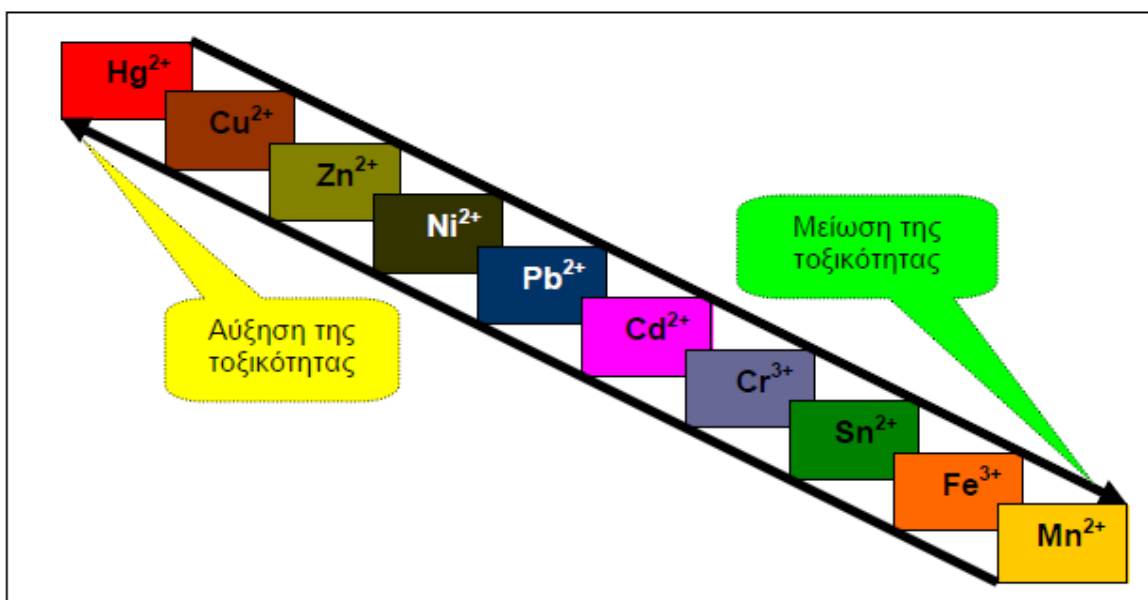 Hg²⁺
Cu²⁺
Zn²⁺
Ni²⁺
Pb²⁺
Cd²⁺
Cr³⁺
Sn²⁺
Fe³⁺
Mn²⁺
Αύξηση της
τοξικότητας
Μείωση της
τοξικότητας